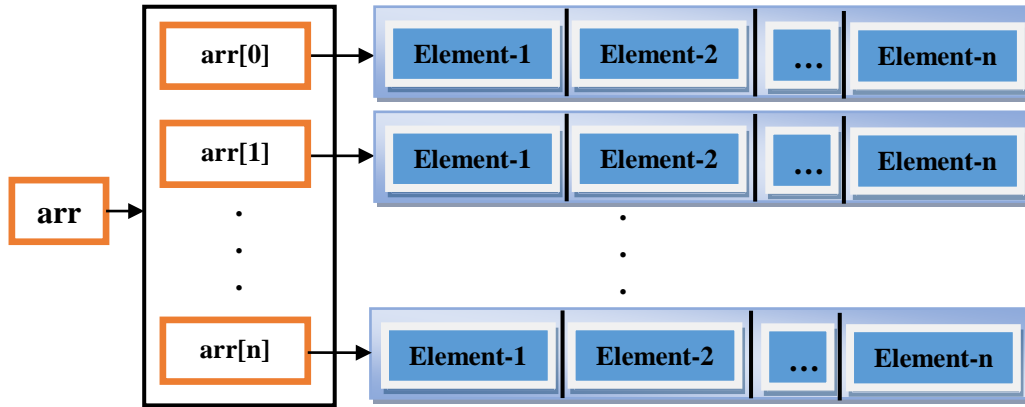 arr[0] Element-1 Element-2 ... Element-n
arr[1] Element-1 Element-2 ... Element-n
arr
.
.
.
.
.
.
arr[n] Element-1 Element-2 ... Element-n